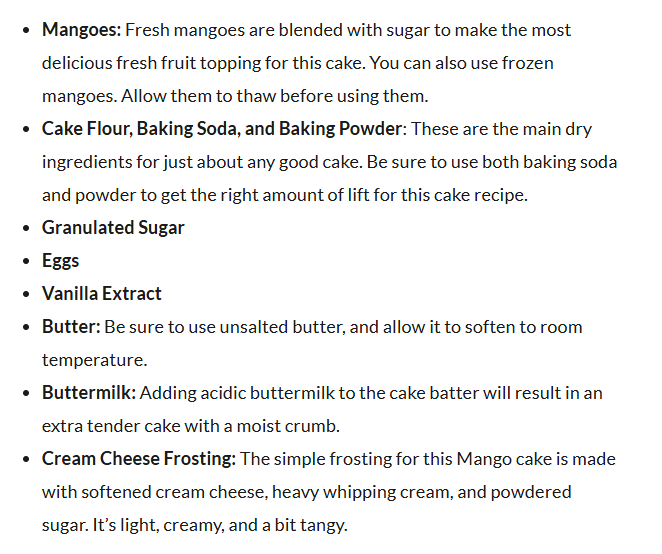 • Mangoes: Fresh mangoes are blended with sugar to make the most
delicious fresh fruit topping for this cake. You can also use frozen
mangoes. Allow them to thaw before using them.
• Cake Flour, Baking Soda, and Baking Powder: These are the main dry
ingredients for just about any good cake. Be sure to use both baking soda
and powder to get the right amount of lift for this cake recipe.
• Granulated Sugar
• Eggs
• Vanilla Extract
• Butter: Be sure to use unsalted butter, and allow it to soften to room
temperature.
• Buttermilk: Adding acidic buttermilk to the cake batter will result in an
extra tender cake with a moist crumb.
• Cream Cheese Frosting: The simple frosting for this Mango cake is made
with softened cream cheese, heavy whipping cream, and powdered
sugar. It’s light, creamy, and a bit tangy.